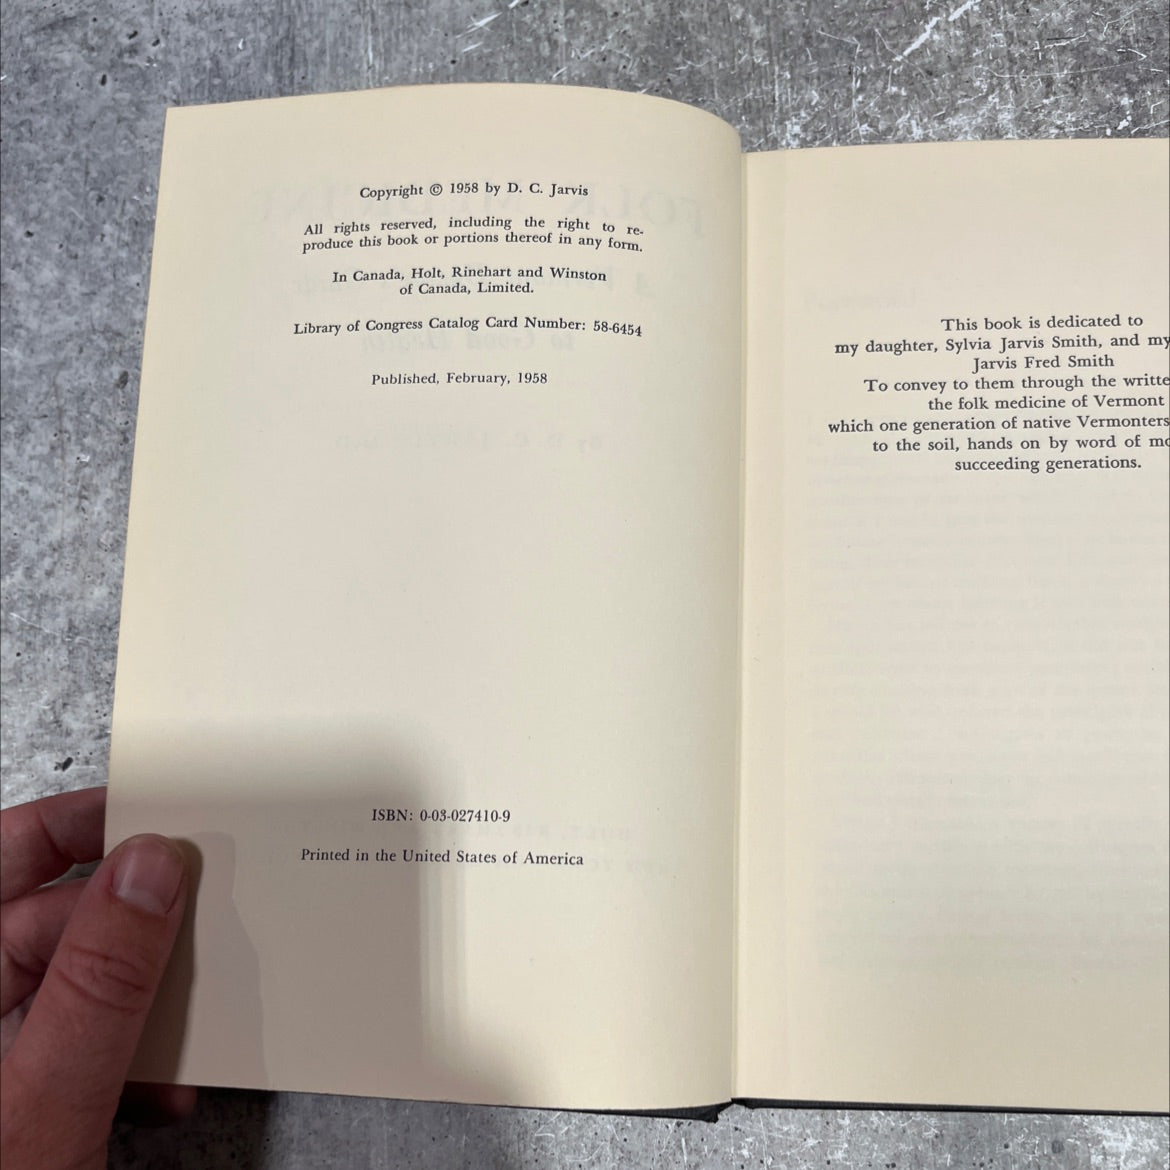 Copyright © 1958 by D. C. Jarvis
All rights reserved, including the right to re-
produce this book or portions thereof in any form.
In Canada, Holt, Rinehart and Winston
of Canada, Limited.
Library of Congress Catalog Card Number: 58-6454
Published, February, 1958
ISBN: 0-03-027410-9
Printed in the United States of America
This book is dedicated to
my daughter, Sylvia Jarvis Smith, and my
Jarvis Fred Smith
To convey to them through the writte
the folk medicine of Vermont
which one generation of native Vermonters
to the soil, hands on by word of mo
succeeding generations.